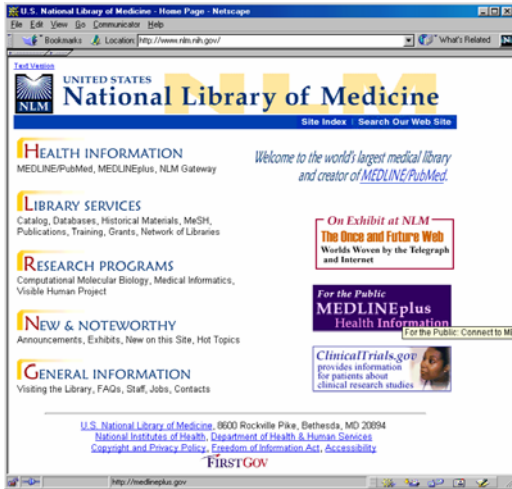 U.S. National Library of Medicine - Home Page - Netscape
File Edit View Go Communicator Help
Bookmarks Location: http://www.nlm.nih.gov/ What's Related
Text Version
UNITED STATES
National Library of Medicine
NLM
Site Index | Search Our Web Site
HEALTH INFORMATION
MEDLINE/PubMed, MEDLINEplus, NLM Gateway
Welcome to the world's largest medical library
and creator of MEDLINE/PubMed.
LIBRARY SERVICES
Catalog, Databases, Historical Materials, MeSH,
Publications, Training, Grants, Network of Libraries
On Exhibit at NLM
The Once and Future Web
Worlds Woven by the Telegraph
and Internet
RESEARCH PROGRAMS
Computational Molecular Biology, Medical Informatics,
Visible Human Project
For the Public
MEDLINEplus
Health Information
For the Public: Connect to ME
NEW & NOTEWORTHY
Announcements, Exhibits, New on this Site, Hot Topics
ClinicalTrials.gov
provides information
for patients about
clinical research studies
GENERAL INFORMATION
Visiting the Library, FAQs, Staff, Jobs, Contacts
U.S. National Library of Medicine, 8600 Rockville Pike, Bethesda, MD 20894
National Institutes of Health, Department of Health & Human Services
Copyright and Privacy Policy, Freedom of Information Act, Accessibility
FIRSTGOV
http://medlineplus.gov